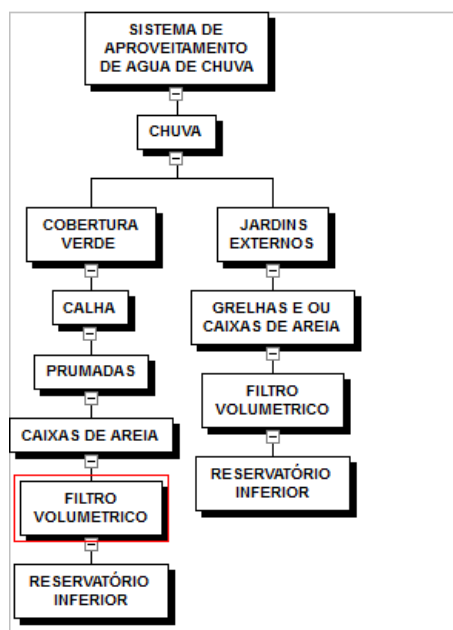 SISTEMA DE
APROVEITAMENTO
DE AGUA DE CHUVA
CHUVA
COBERTURA
VERDE
CALHA
PRUMADAS
CAIXAS DE AREIA
FILTRO
VOLUMETRICO
RESERVATÓRIO
INFERIOR
JARDINS
EXTERNOS
GRELHAS E OU
CAIXAS DE AREIA
FILTRO
VOLUMETRICO
RESERVATÓRIO
INFERIOR